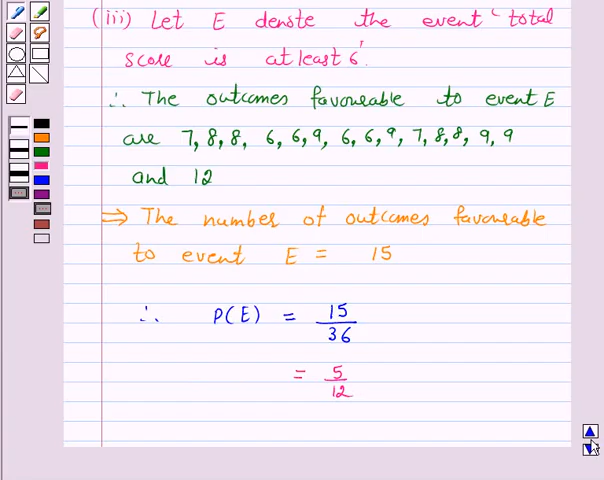 (iii) Let E denote the event 'total
score is at least 6'.
∴ The outcomes favoureable to event E
are 7, 8, 8, 6, 6, 9, 6, 6, 9, 7, 8, 8, 9, 9
and 12
⇒ The number of outcomes favoureable
to event E = 15
∴ P(E) = 15/36
= 5/12